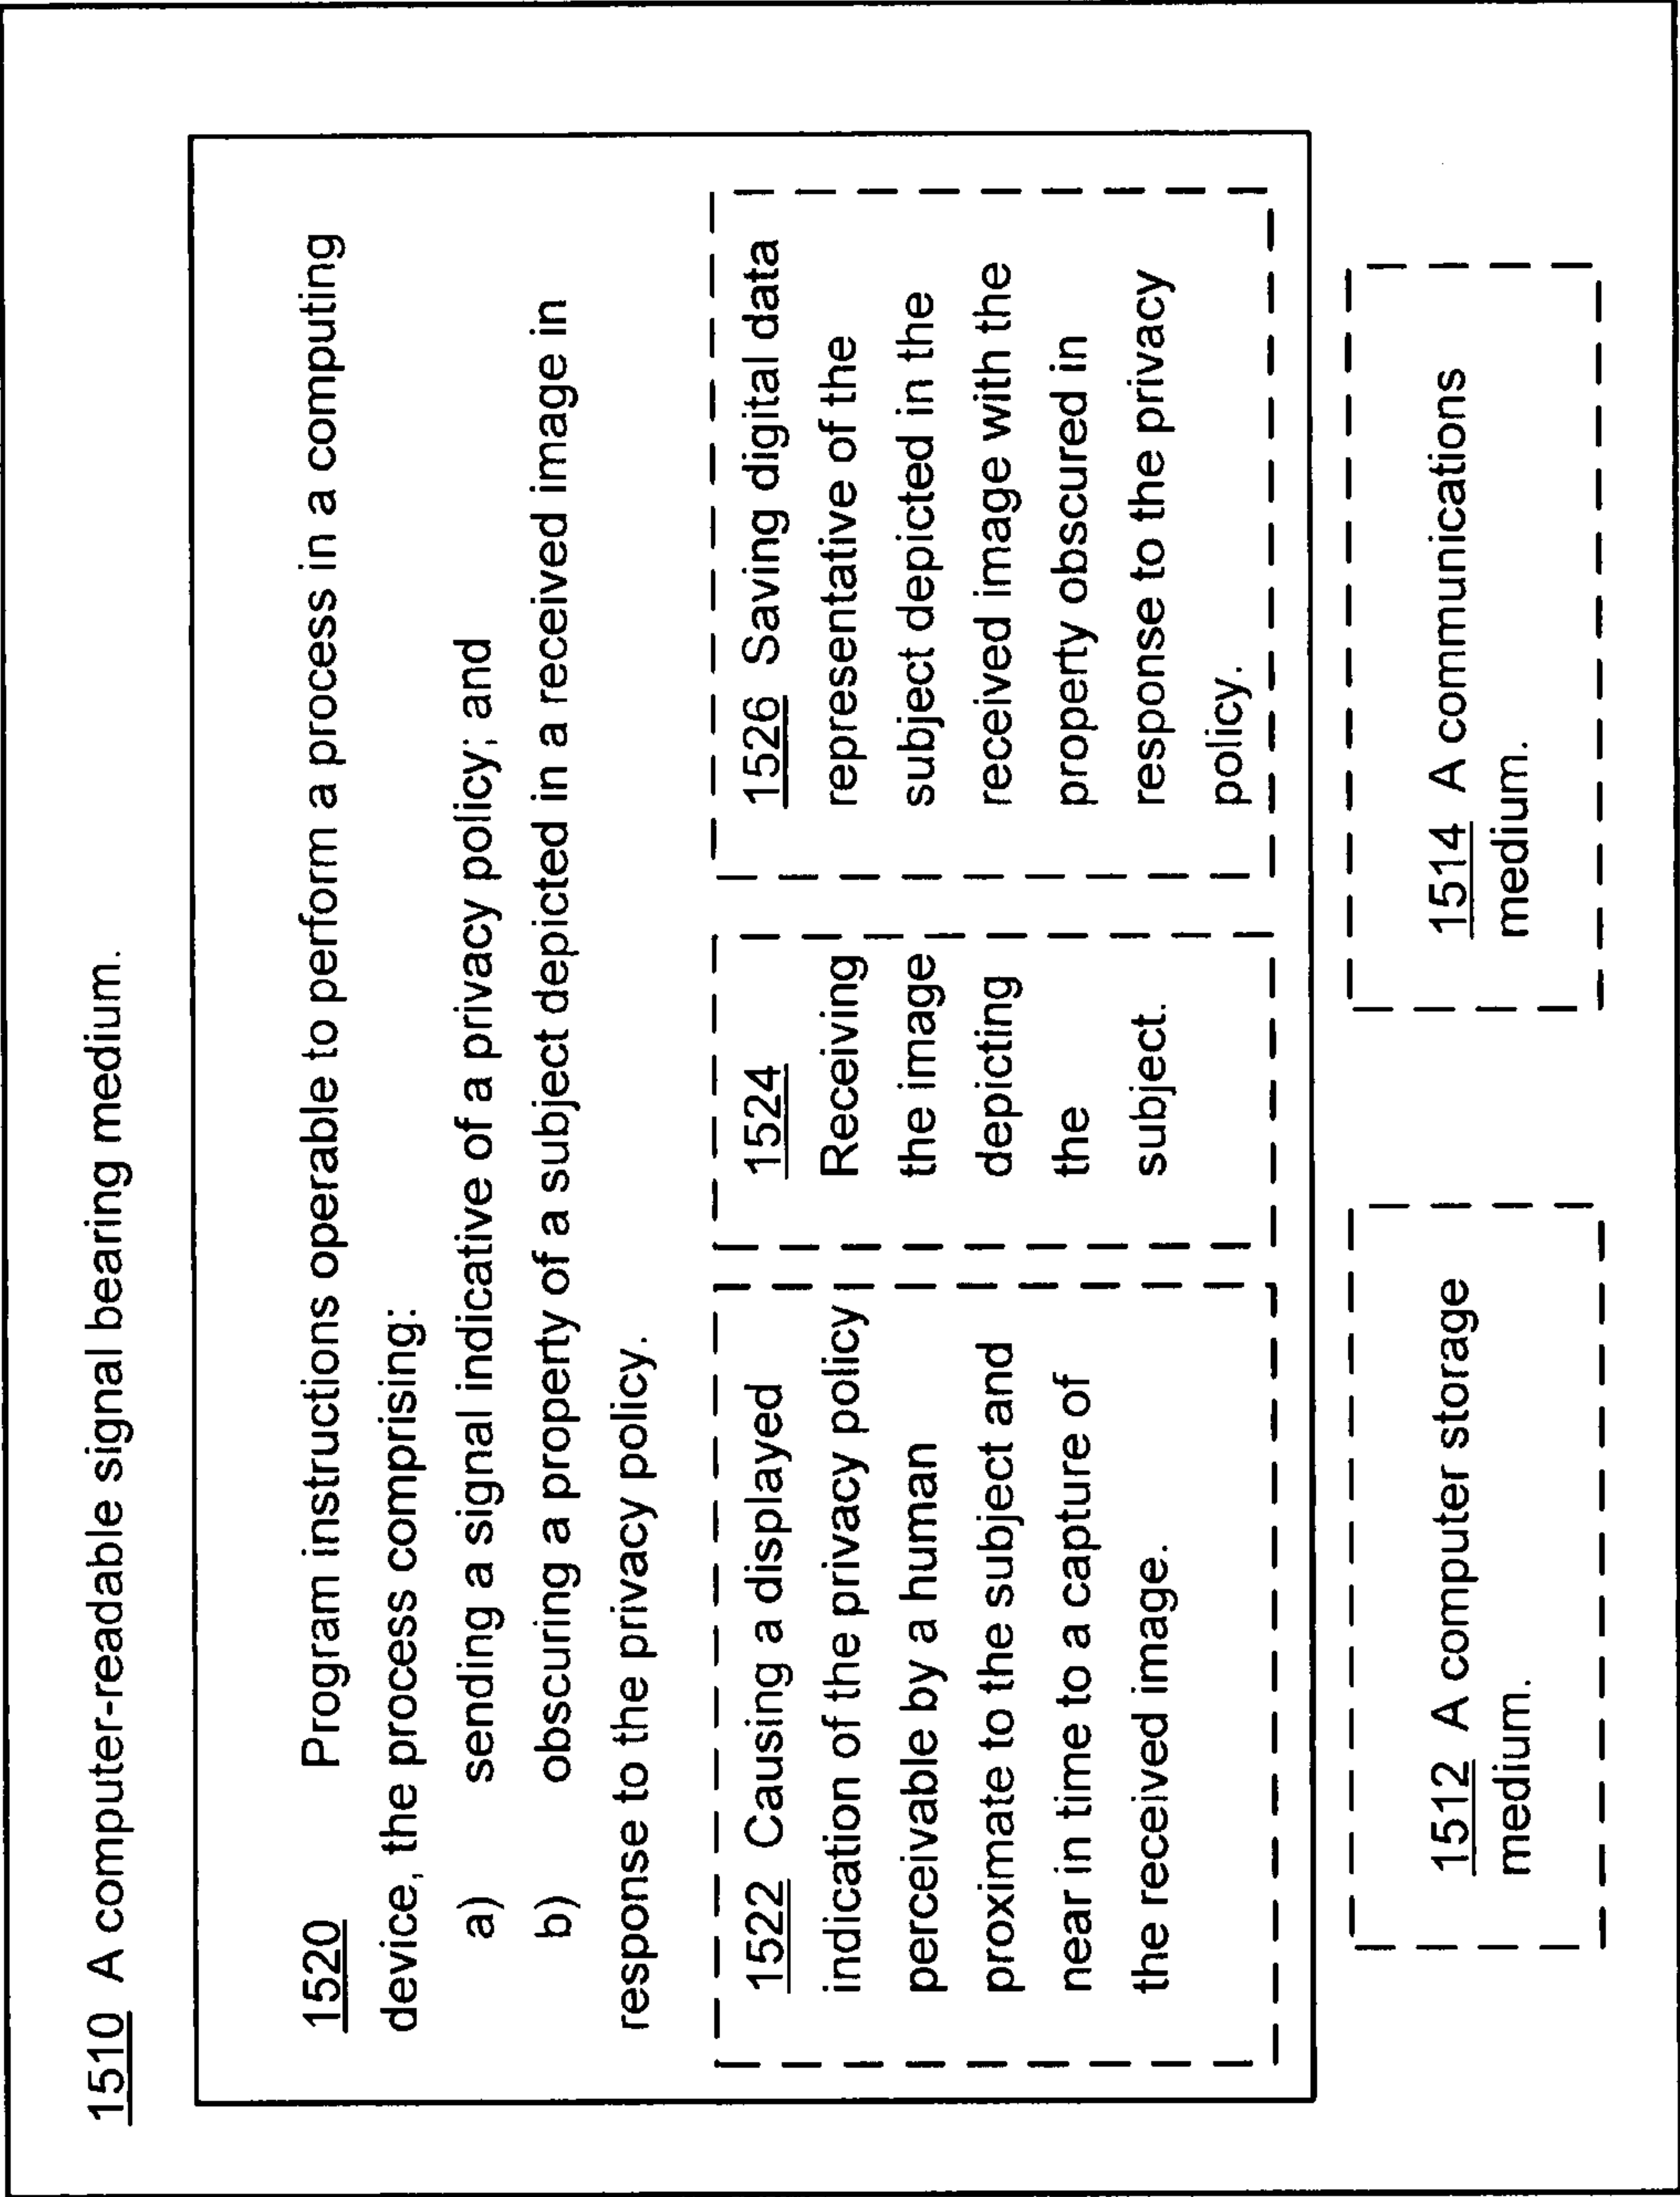 1510 A computer-readable signal bearing medium.
1520 Program instructions operable to perform a process in a computing
device, the process comprising:
a) sending a signal indicative of a privacy policy; and
b) obscuring a property of a subject depicted in a received image in
response to the privacy policy.
1522 Causing a displayed
indication of the privacy policy
perceivable by a human
proximate to the subject and
near in time to a capture of
the received image.
1524
Receiving
the image
depicting
the
subject.
1526 Saving digital data
representative of the
subject depicted in the
received image with the
property obscured in
response to the privacy
policy.
1512 A computer storage
medium.
1514 A communications
medium.